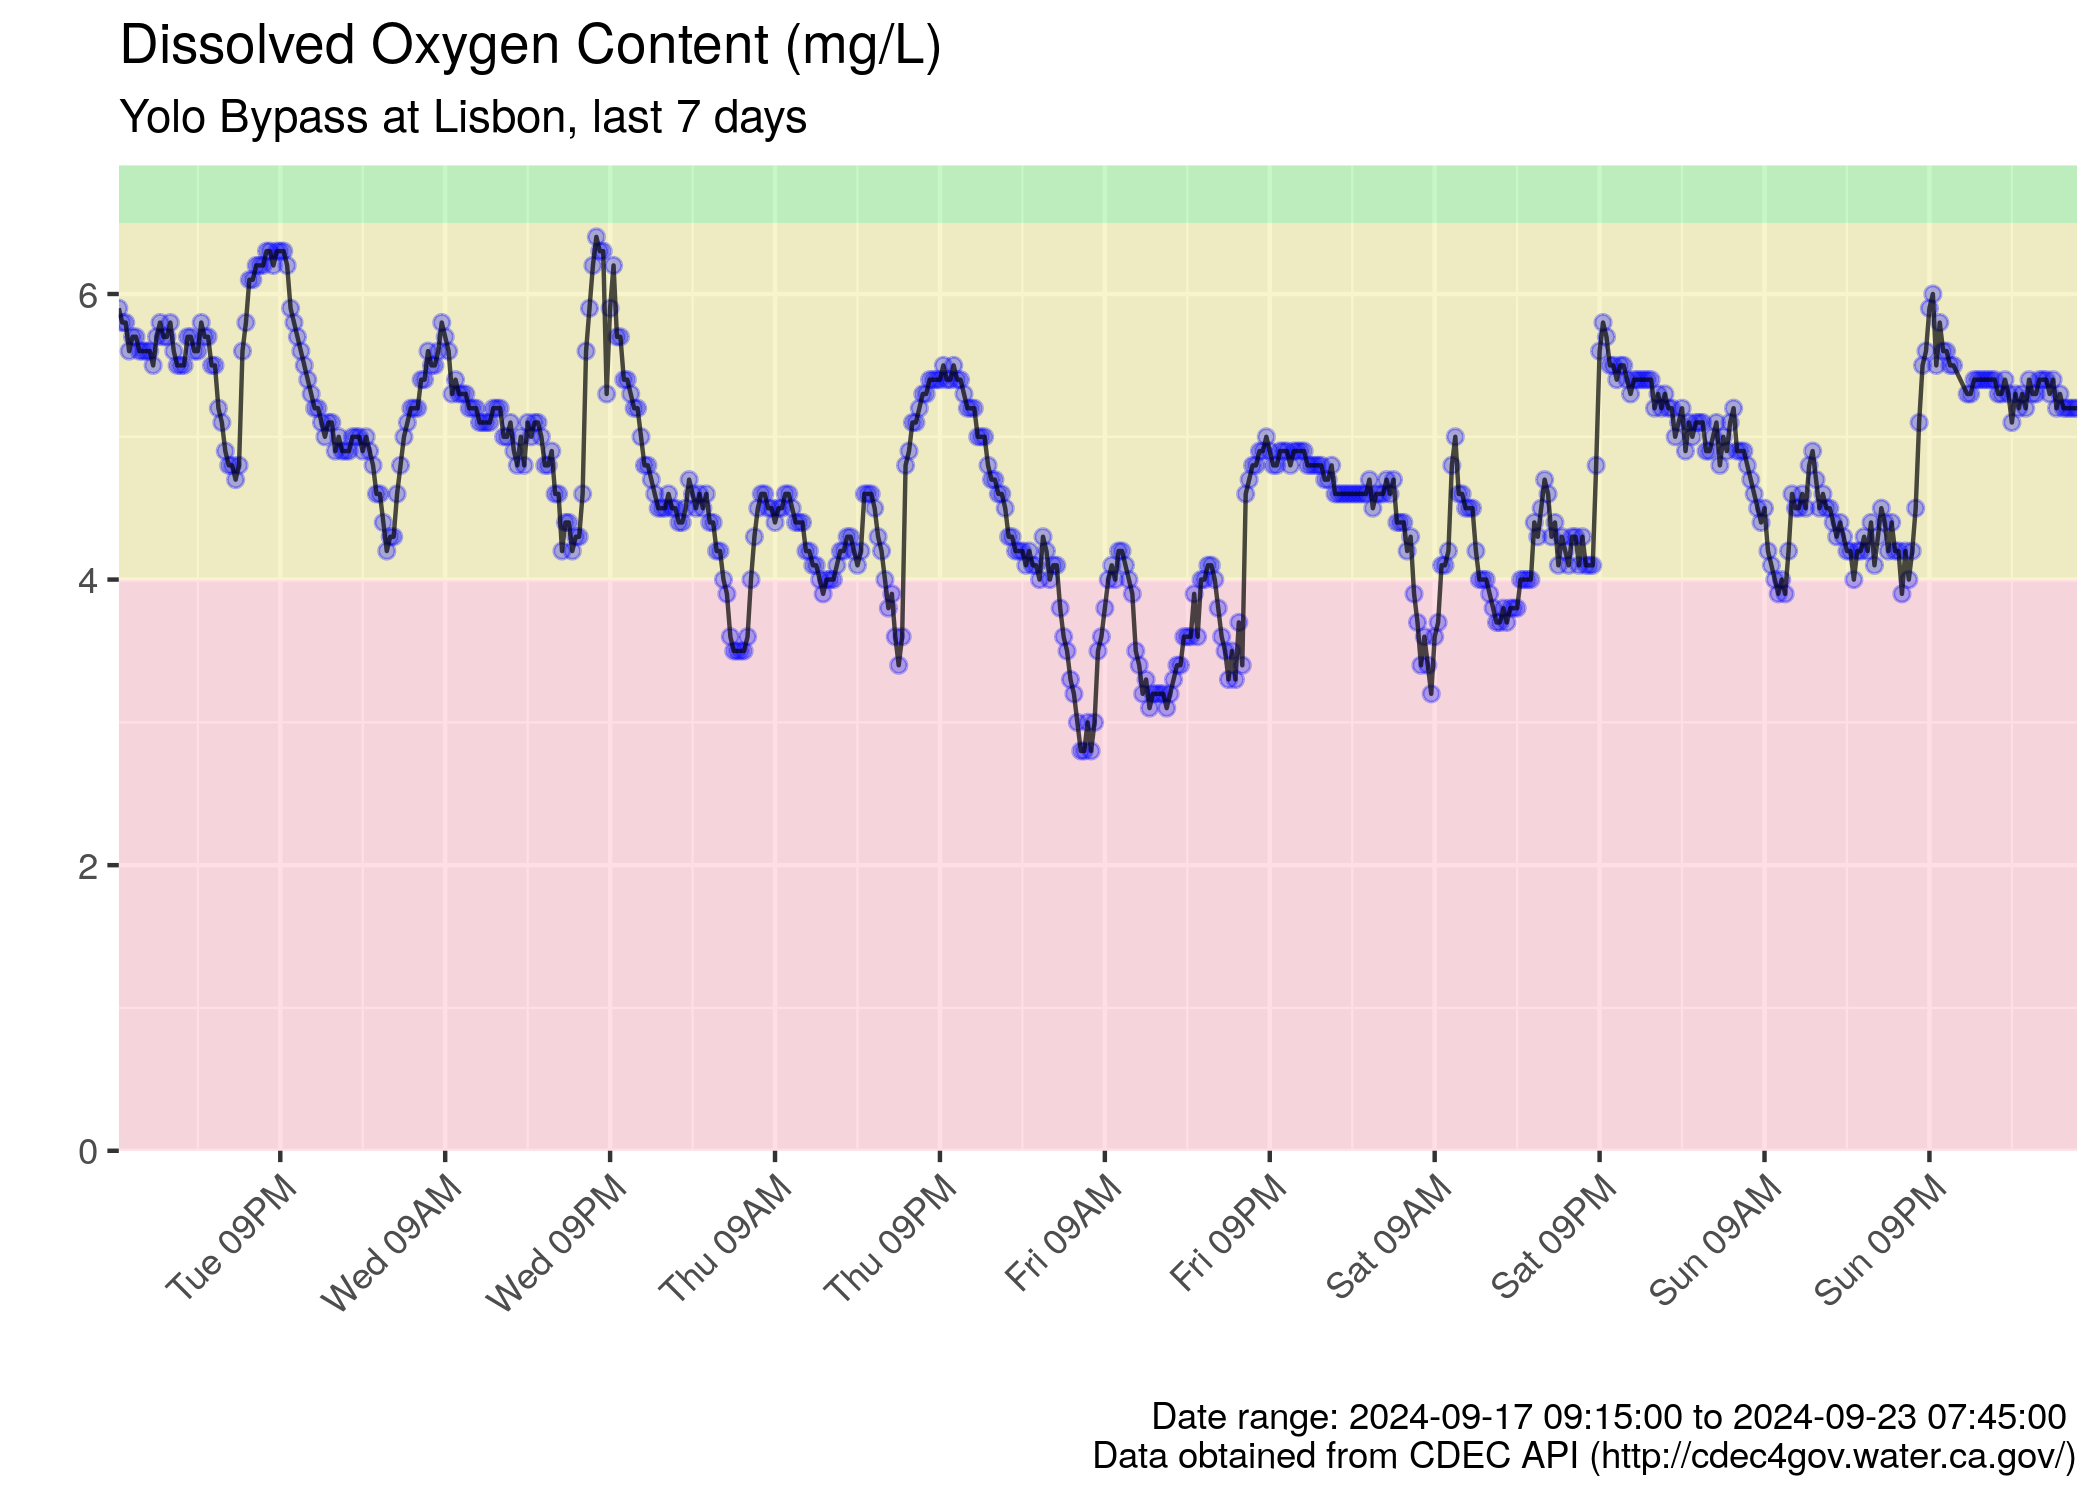 Dissolved Oxygen Content (mg/L)
Yolo Bypass at Lisbon, last 7 days
6
4
2
0
Tue 09PM
Wed 09AM
Wed 09PM
Thu 09AM
Thu 09PM
Fri 09AM
Fri 09PM
Sat 09AM
Sat 09PM
Sun 09AM
Sun 09PM
Date range: 2024-09-17 09:15:00 to 2024-09-23 07:45:00
Data obtained from CDEC API (http://cdec4gov.water.ca.gov/)